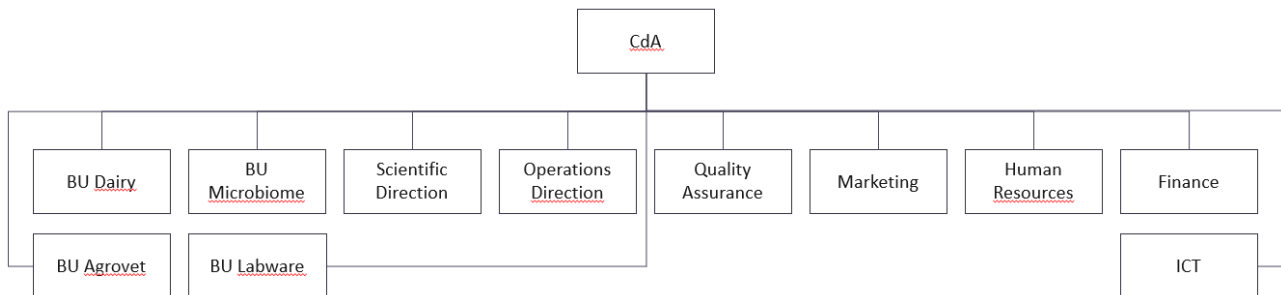 CdA
BU Dairy
BU
Microbiome
Scientific
Direction
Operations
Direction
Quality
Assurance
Marketing
Human
Resources
Finance
BU Agrovet
BU Labware
ICT